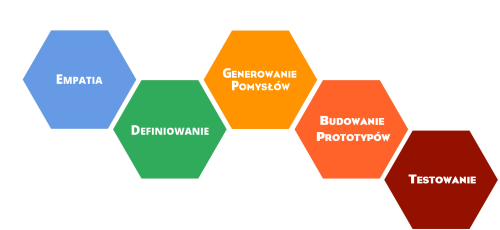 Empatia
Definiowanie
Generowanie
Pomysłów
Budowanie
Prototypów
Testowanie